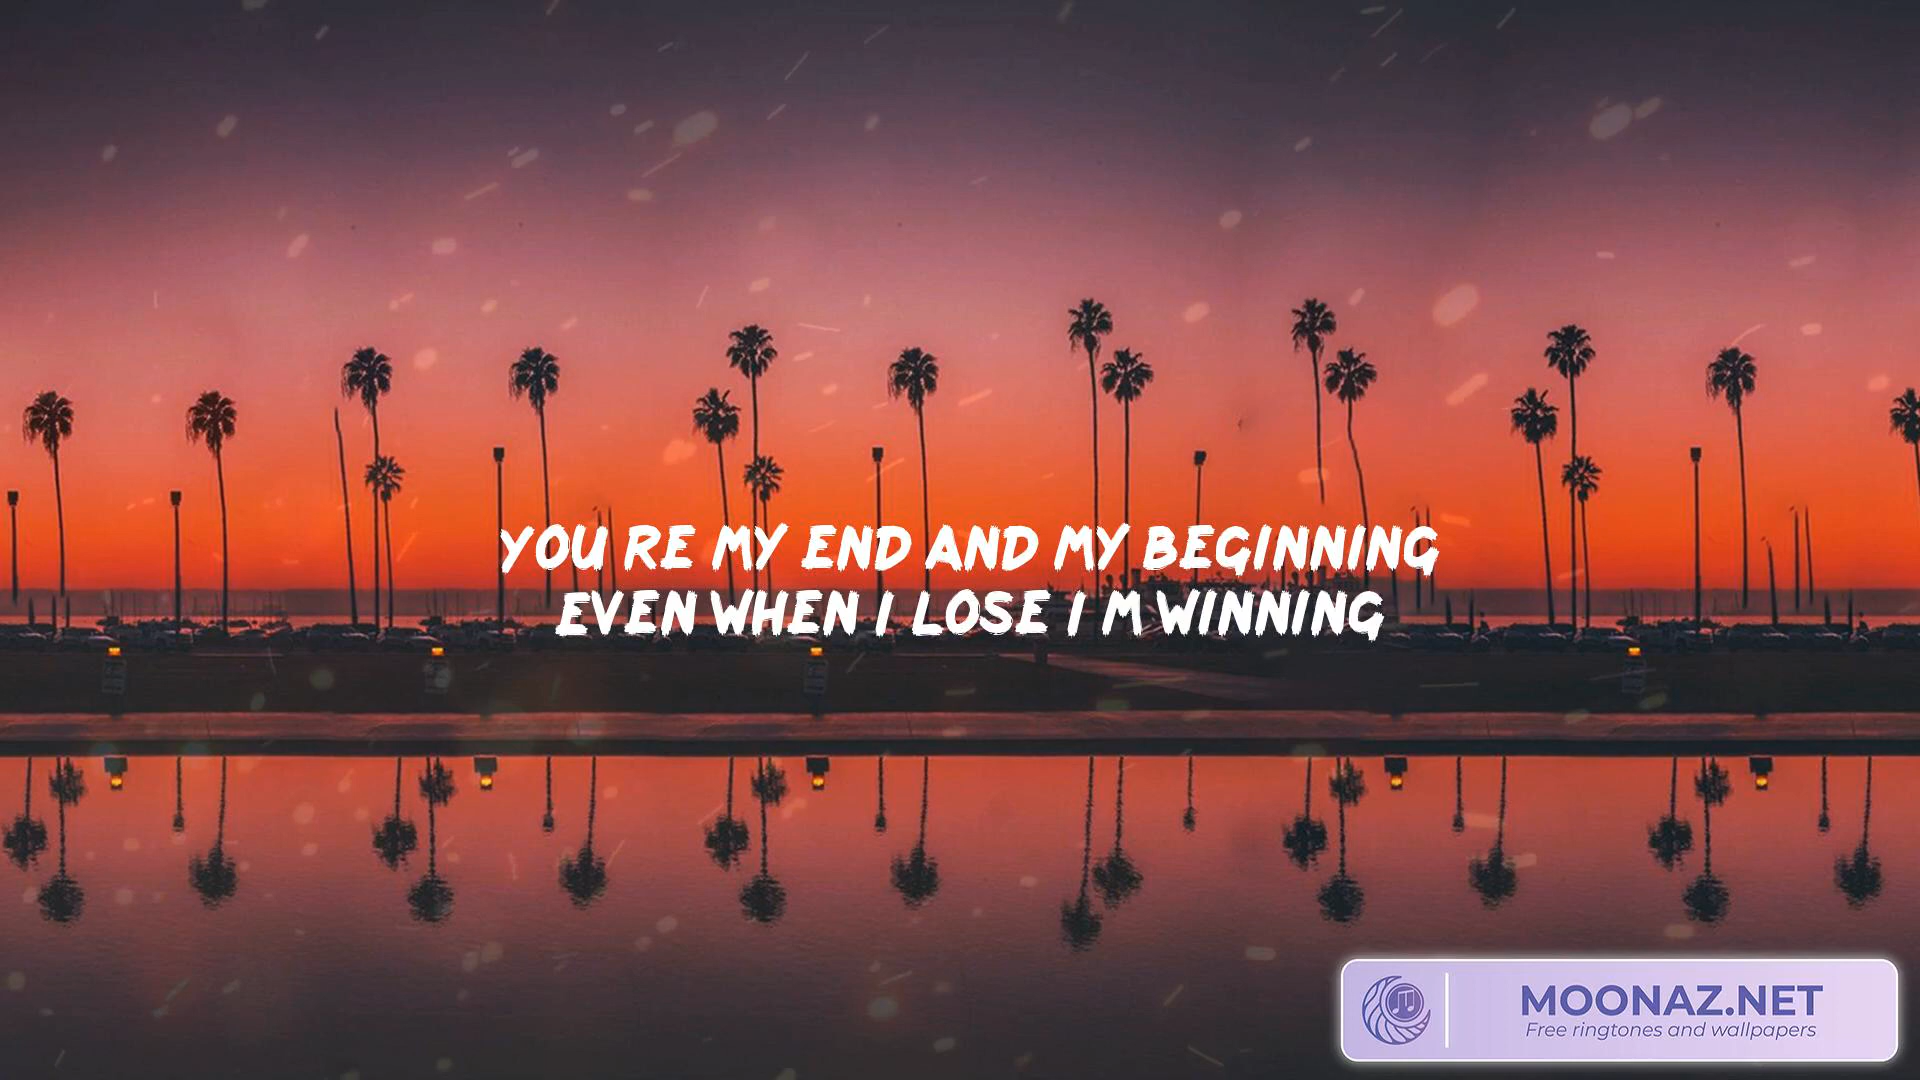 YOU RE MY END AND MY BEGINNING
EVEN WHEN I LOSE I M WINNING
MOONAZ.NET
Free ringtones and wallpapers